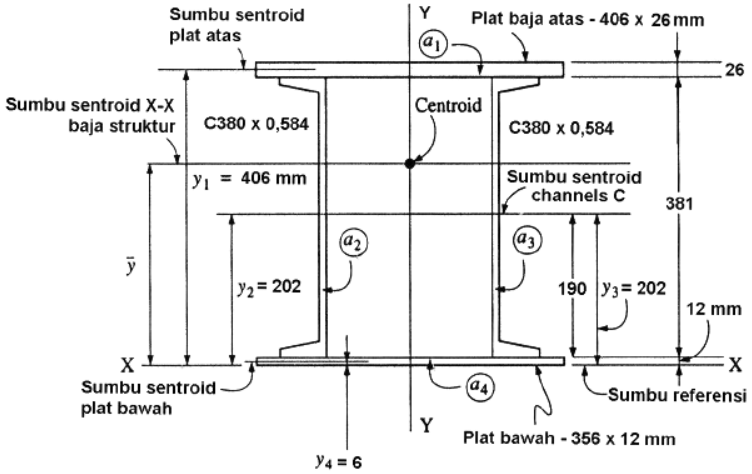 Sumbu sentroid
plat atas
Y
Plat baja atas - 406 x 26 mm
a1
26
Sumbu sentroid X-X
baja struktur
C380 x 0,584
Centroid
C380 x 0,584
y1 = 406 mm
Sumbu sentroid
channels C
381
ȳ
a2
a3
y2 = 202
190
y3 = 202
12 mm
X
X
Sumbu sentroid
plat bawah
a4
Sumbu referensi
Y
Plat bawah - 356 x 12 mm
y4 = 6